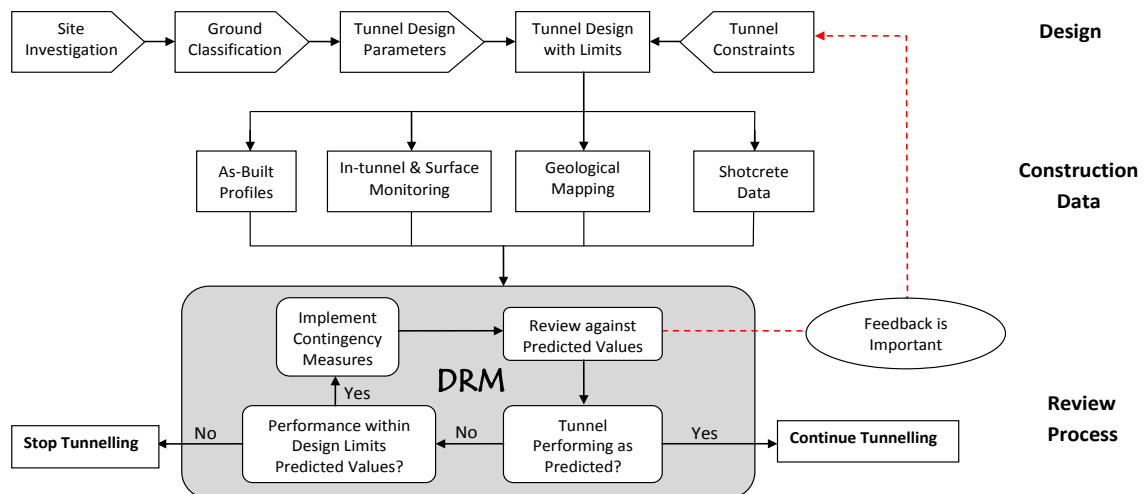 Site
Investigation
Ground
Classification
Tunnel Design
Parameters
Tunnel Design
with Limits
Tunnel
Constraints
Design
As-Built
Profiles
In-tunnel & Surface
Monitoring
Geological
Mapping
Shotcrete
Data
Construction
Data
Implement
Contingency
Measures
Review against
Predicted Values
Feedback is
Important
DRM
Yes
Stop Tunnelling
No
Performance within
Design Limits
Predicted Values?
No
Tunnel
Performing as
Predicted?
Yes
Continue Tunnelling
Review
Process